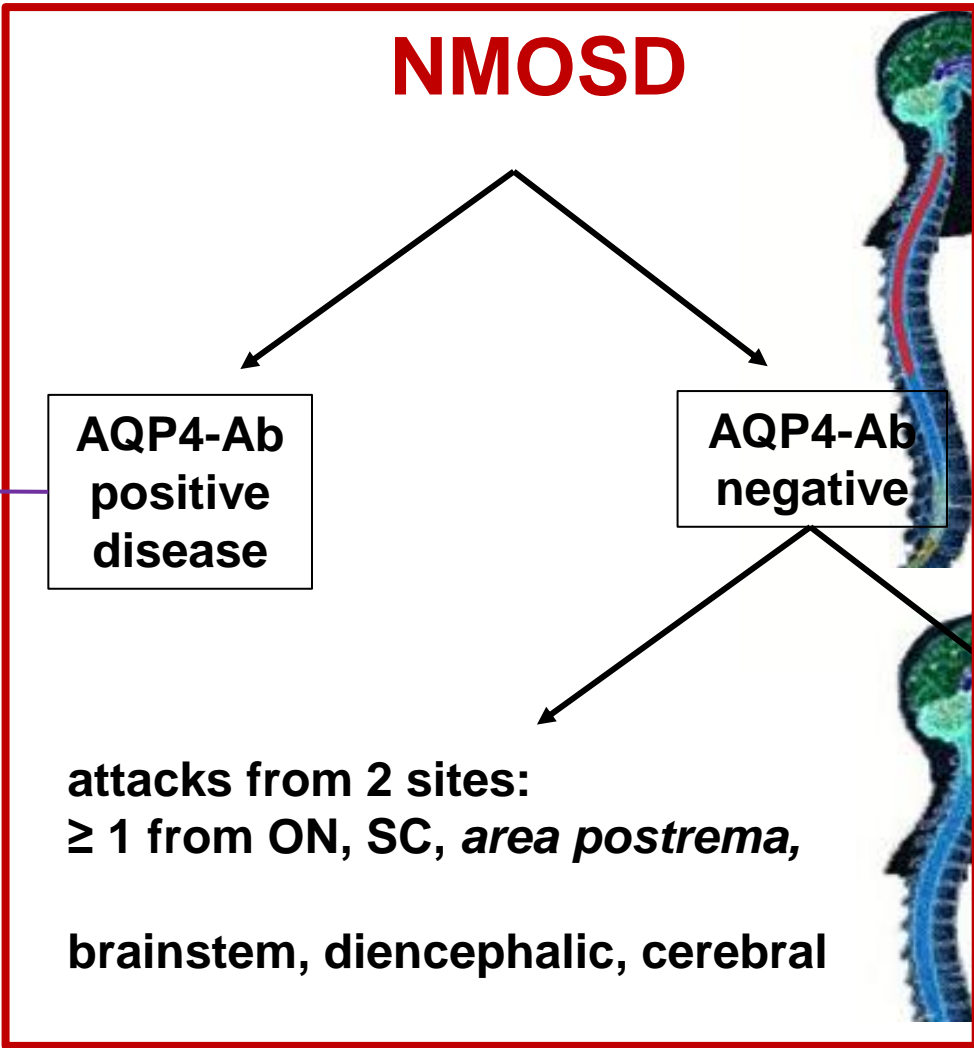 NMOSD
AQP4-Ab
positive
disease
AQP4-Ab
negative
attacks from 2 sites:
≥ 1 from ON, SC, area postrema,
brainstem, diencephalic, cerebral